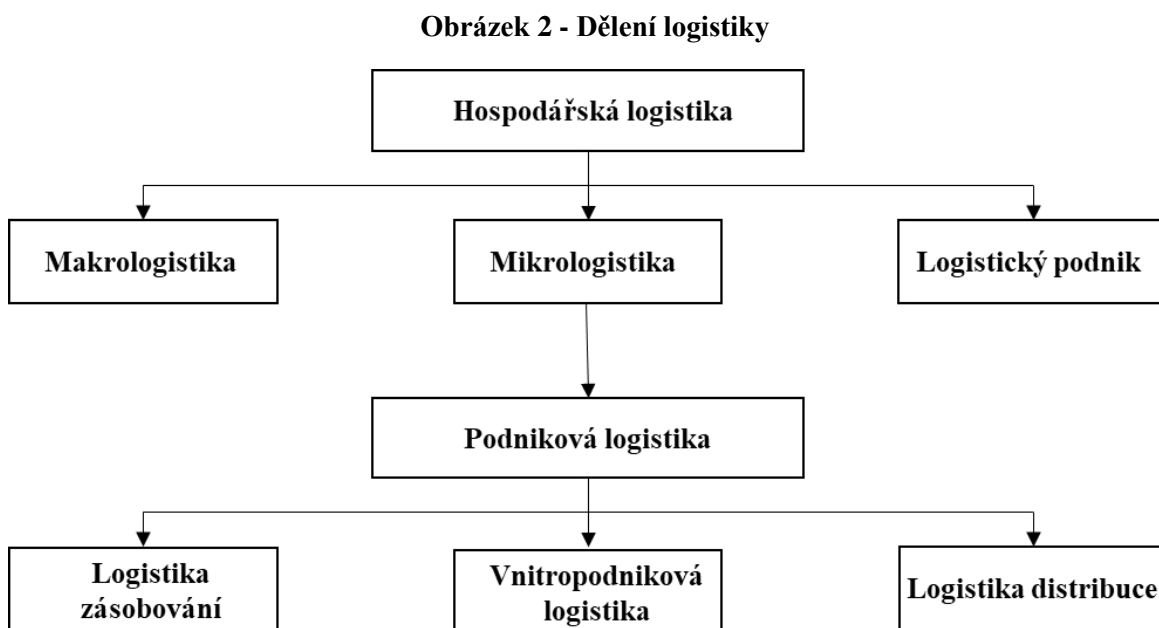 Obrázek 2 - Dělení logistiky
Hospodářská logistika
Makrologistika
Mikrologistika
Logistický podnik
Podniková logistika
Logistika
zásobování
Vnitropodniková
logistika
Logistika distribuce